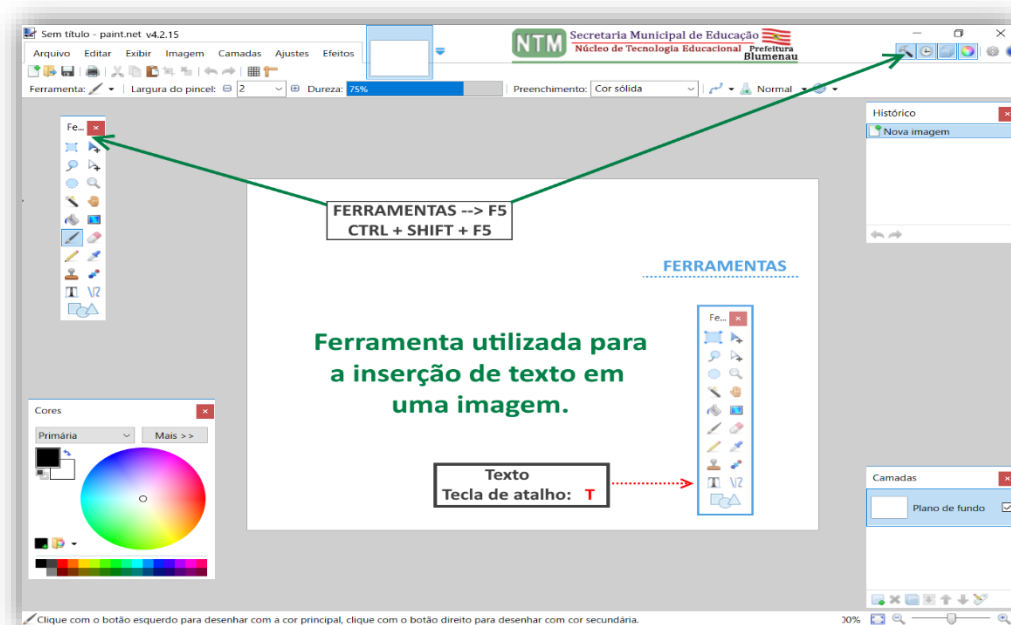 Sem título - paint.net v4.2.15
NTM
Secretaria Municipal de Educação
Núcleo de Tecnologia Educacional
Prefeitura
Blumenau
Arquivo Editar Exibir Imagem Camadas Ajustes Efeitos
Ferramenta: Largura do pincel: 2 Dureza: 75% Preenchimento: Cor sólida Normal
Fe...
Histórico
Nova imagem
FERRAMENTAS --> F5
CTRL + SHIFT + F5
FERRAMENTAS
Fe...
Ferramenta utilizada para
a inserção de texto em
uma imagem.
Texto
Tecla de atalho: T
Cores
Primária Mais >>
Camadas
Plano de fundo
Clique com o botão esquerdo para desenhar com a cor principal, clique com o botão direito para desenhar com cor secundária.